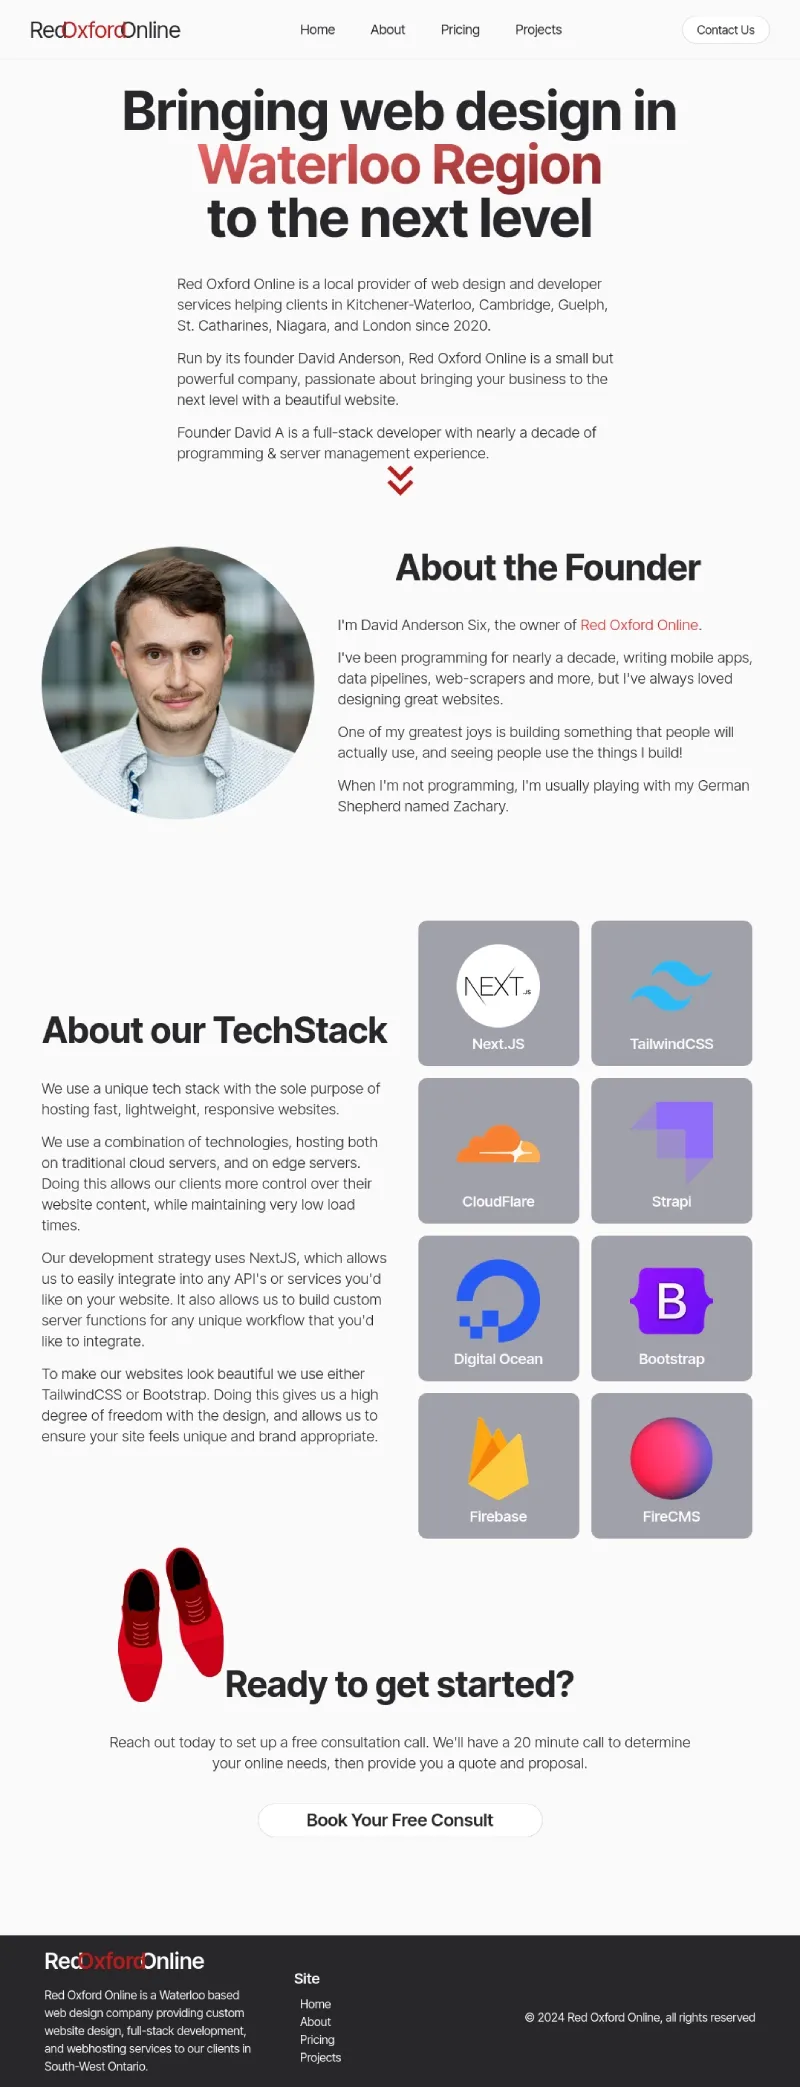 RedOxfordOnline
Home
About
Pricing
Projects
Contact Us
Bringing web design in
Waterloo Region
to the next level
Red Oxford Online is a local provider of web design and developer
services helping clients in Kitchener-Waterloo, Cambridge, Guelph,
St. Catharines, Niagara, and London since 2020.
Run by its founder David Anderson, Red Oxford Online is a small but
powerful company, passionate about bringing your business to the
next level with a beautiful website.
Founder David A is a full-stack developer with nearly a decade of
programming & server management experience.
About the Founder
I'm David Anderson Six, the owner of Red Oxford Online.
I've been programming for nearly a decade, writing mobile apps,
data pipelines, web-scrapers and more, but I've always loved
designing great websites.
One of my greatest joys is building something that people will
actually use, and seeing people use the things I build!
When I'm not programming, I'm usually playing with my German
Shepherd named Zachary.
About our TechStack
We use a unique tech stack with the sole purpose of
hosting fast, lightweight, responsive websites.
We use a combination of technologies, hosting both
on traditional cloud servers, and on edge servers.
Doing this allows our clients more control over their
website content, while maintaining very low load
times.
Our development strategy uses NextJS, which allows
us to easily integrate into any API's or services you'd
like on your website. It also allows us to build custom
server functions for any unique workflow that you'd
like to integrate.
To make our websites look beautiful we use either
TailwindCSS or Bootstrap. Doing this gives us a high
degree of freedom with the design, and allows us to
ensure your site feels unique and brand appropriate.
NEXT.JS
Next.JS
TailwindCSS
CloudFlare
Strapi
Digital Ocean
B
Bootstrap
Firebase
FireCMS
Ready to get started?
Reach out today to set up a free consultation call. We'll have a 20 minute call to determine
your online needs, then provide you a quote and proposal.
Book Your Free Consult
RedOxfordOnline
Red Oxford Online is a Waterloo based
web design company providing custom
website design, full-stack development,
and webhosting services to our clients in
South-West Ontario.
Site
Home
About
Pricing
Projects
© 2024 Red Oxford Online, all rights reserved